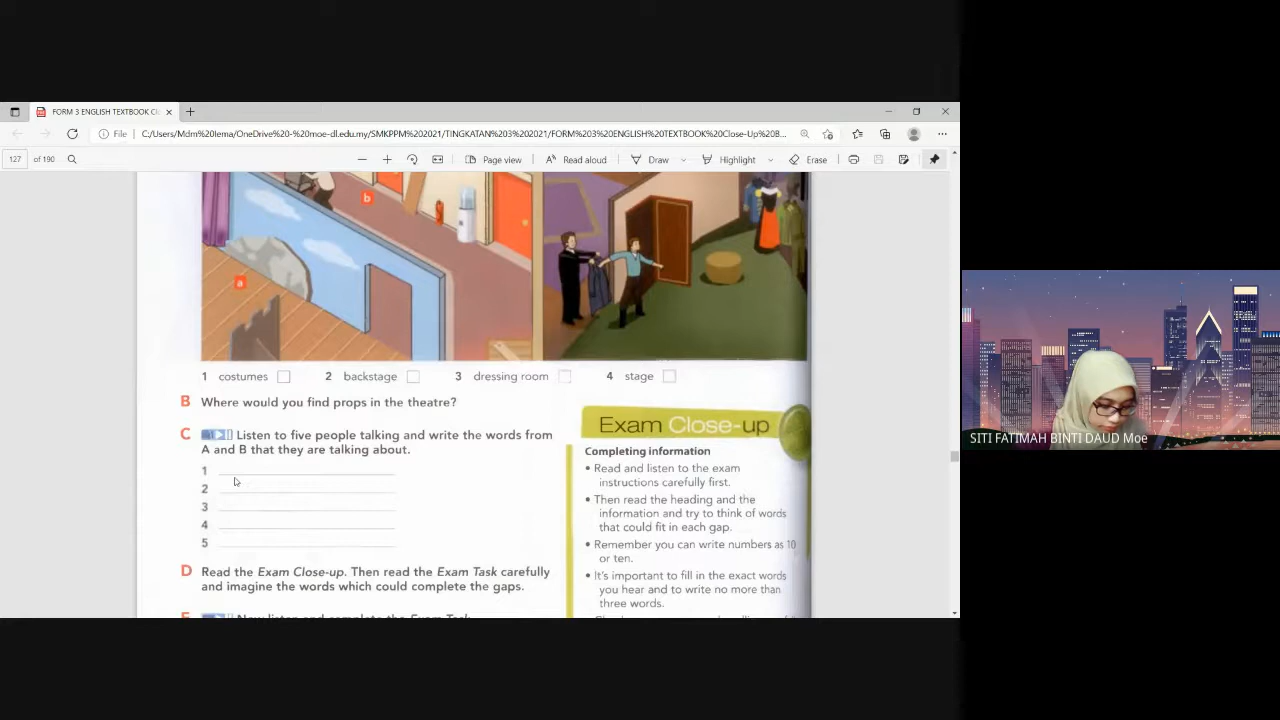 FORM 3 ENGLISH TEXTBOOK Cl
File
C:/Users/Mdm%20Iema/OneDrive%20-%20moe-dl.edu.my/SMKPPM%202021/TINGKATAN%203%202021/FORM%203%20ENGLISH%20TEXTBOOK%20Close-Up%20B...
127 of 190
Page view
Read aloud
Draw
Highlight
Erase
b
a
1 costumes
2 backstage
3 dressing room
4 stage
B Where would you find props in the theatre?
C Listen to five people talking and write the words from
A and B that they are talking about.
1
2
3
4
5
D Read the Exam Close-up. Then read the Exam Task carefully
and imagine the words which could complete the gaps.
Exam Close-up
Completing information
• Read and listen to the exam
instructions carefully first.
• Then read the heading and the
information and try to think of words
that could fit in each gap.
• Remember you can write numbers as 10
or ten.
• It's important to fill in the exact words
you hear and to write no more than
three words.
SITI FATIMAH BINTI DAUD Moe